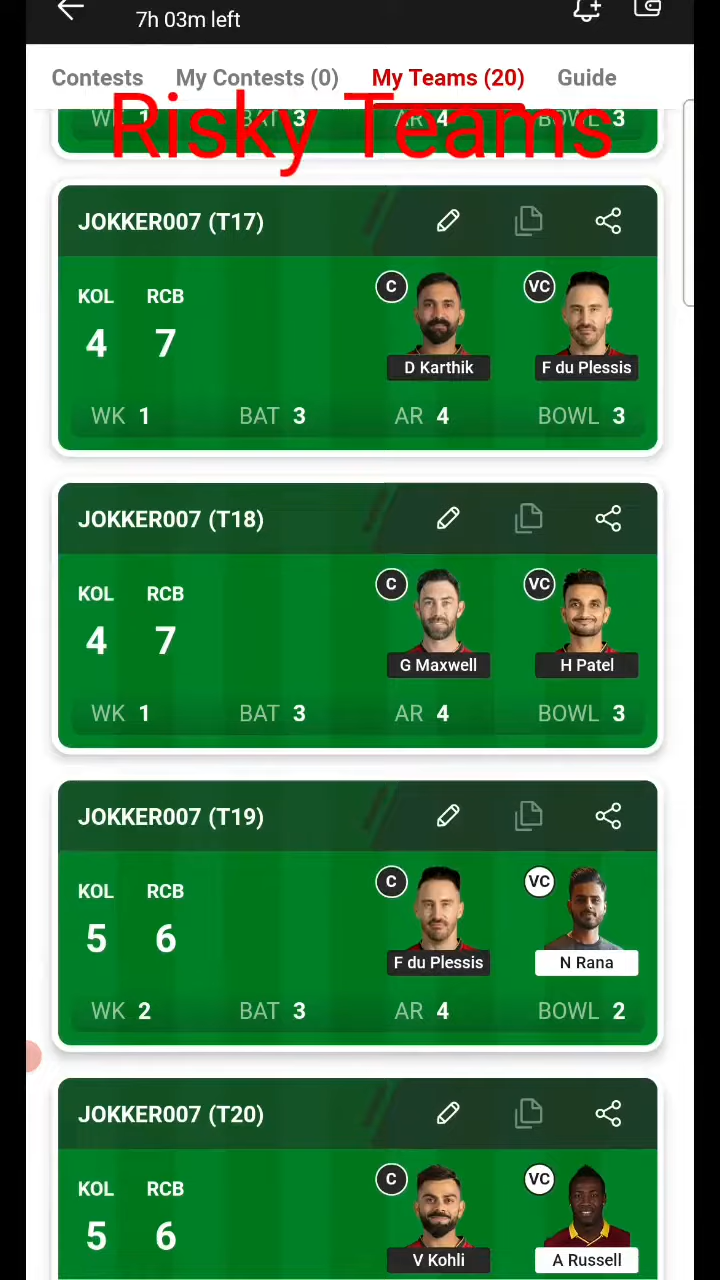 7h 03m left
Contests My Contests (0) My Teams (20) Guide
Risky Teams
WK 1 BAT 3 AR 4 BOWL 3
JOKKER007 (T17)
KOL RCB C VC
4 7
D Karthik F du Plessis
WK 1 BAT 3 AR 4 BOWL 3
JOKKER007 (T18)
KOL RCB C VC
4 7
G Maxwell H Patel
WK 1 BAT 3 AR 4 BOWL 3
JOKKER007 (T19)
KOL RCB C VC
5 6
F du Plessis N Rana
WK 2 BAT 3 AR 4 BOWL 2
JOKKER007 (T20)
KOL RCB C VC
5 6
V Kohli A Russell